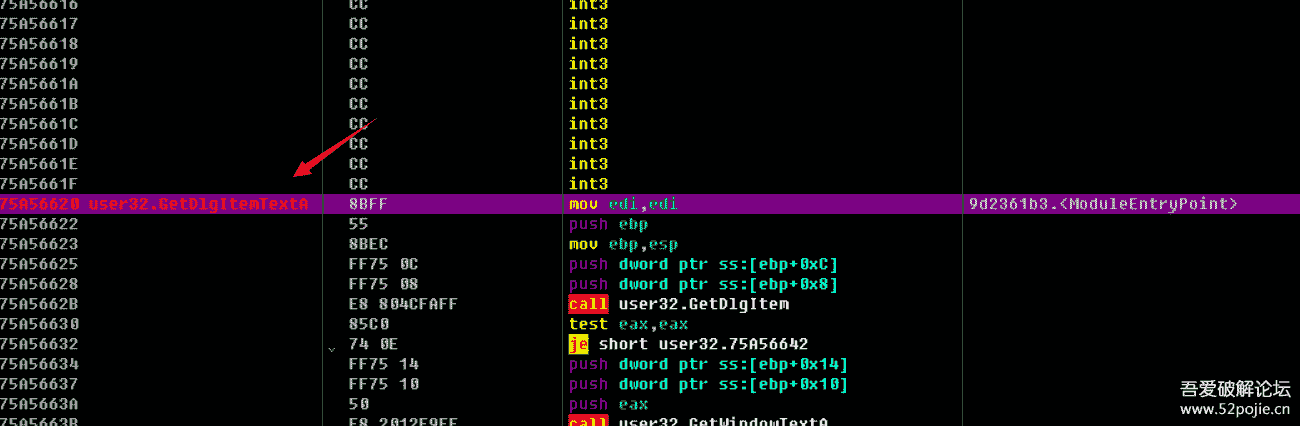 75A56616 CC int3
75A56617 CC int3
75A56618 CC int3
75A56619 CC int3
75A5661A CC int3
75A5661B CC int3
75A5661C CC int3
75A5661D CC int3
75A5661E CC int3
75A5661F CC int3
75A56620 user32.GetDlgItemTextA 8BFF mov edi,edi 9d2361b3.<ModuleEntryPoint>
75A56622 55 push ebp
75A56623 8BEC mov ebp,esp
75A56625 FF75 0C push dword ptr ss:[ebp+0xC]
75A56628 FF75 08 push dword ptr ss:[ebp+0x8]
75A5662B E8 804CFAFF call user32.GetDlgItem
75A56630 85C0 test eax,eax
75A56632 74 0E je short user32.75A56642
75A56634 FF75 14 push dword ptr ss:[ebp+0x14]
75A56637 FF75 10 push dword ptr ss:[ebp+0x10]
75A5663A 50 push eax
75A5663B E8 2012F9FF call user32.GetWindowTextA
吾爱破解论坛
www.52pojie.cn